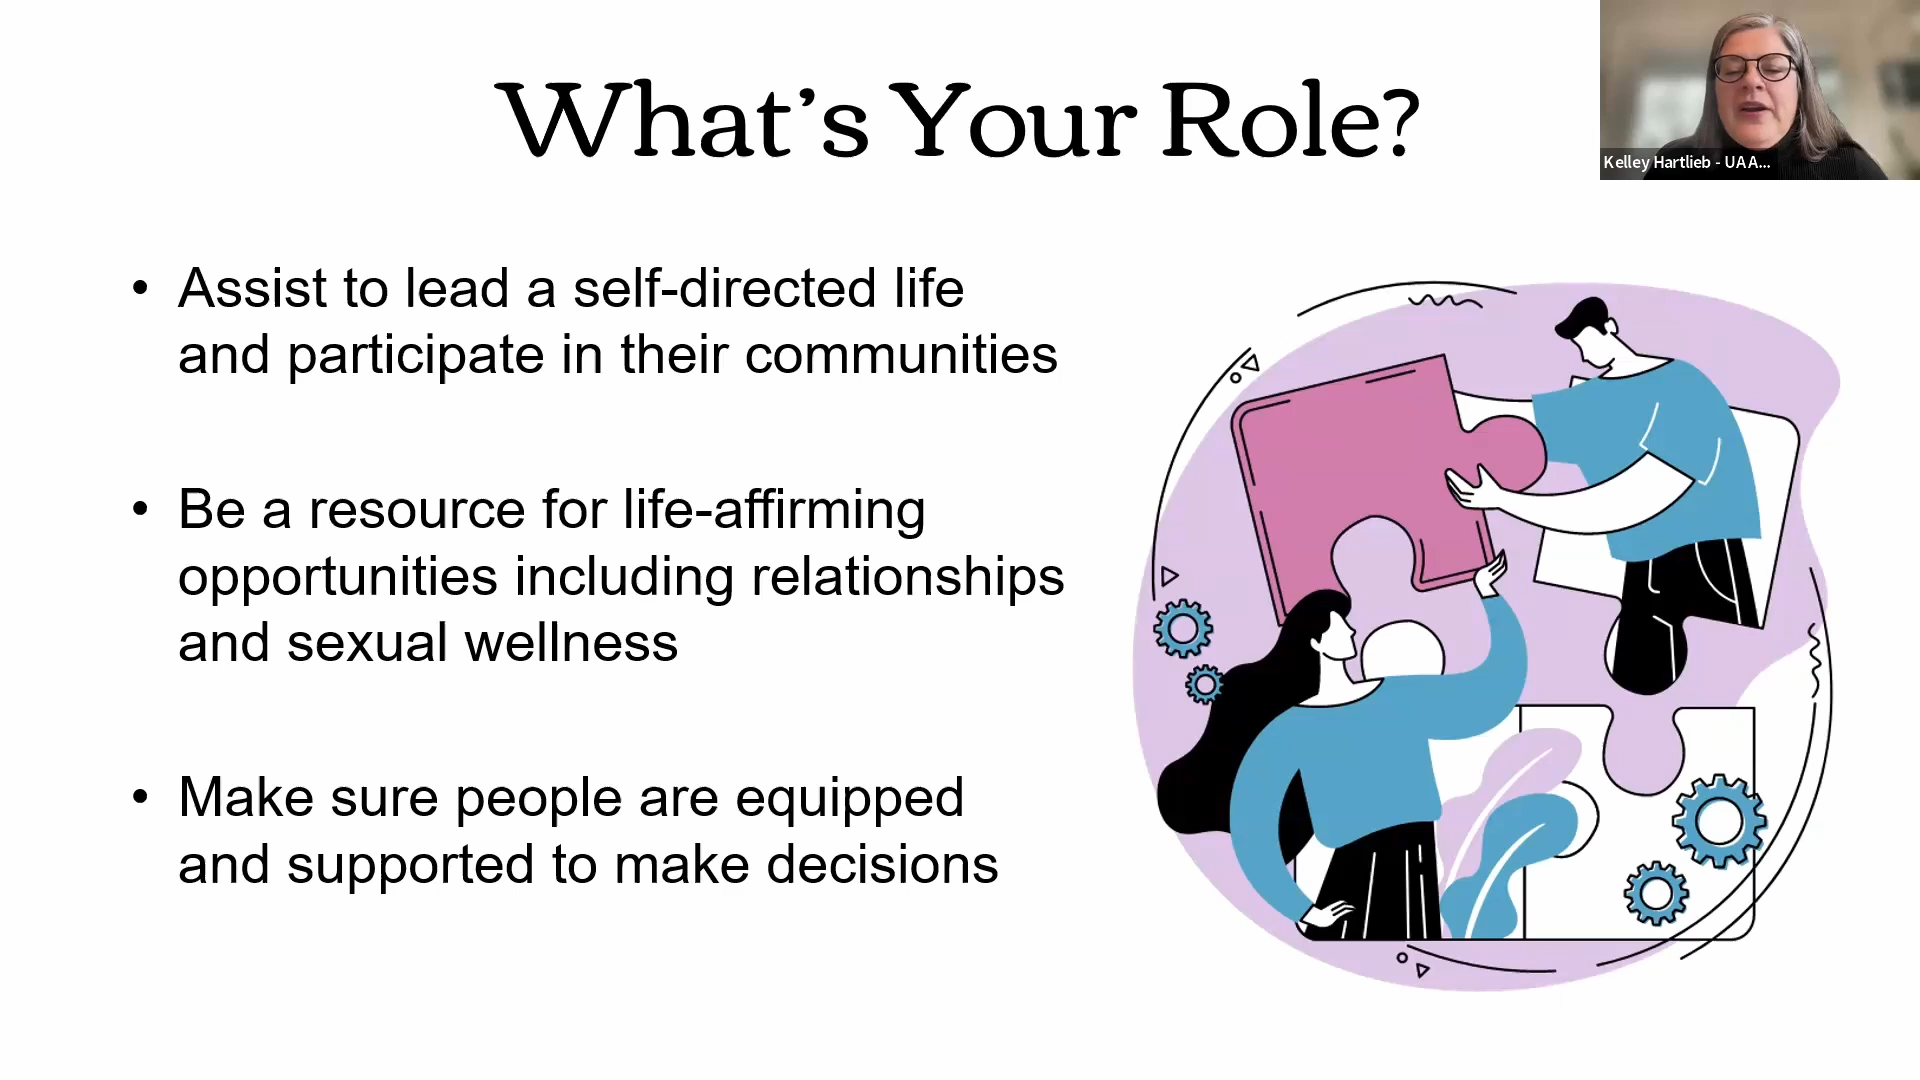 What's Your Role?
Kelley Hartlieb - UAA...
• Assist to lead a self-directed life
and participate in their communities
• Be a resource for life-affirming
opportunities including relationships
and sexual wellness
• Make sure people are equipped
and supported to make decisions